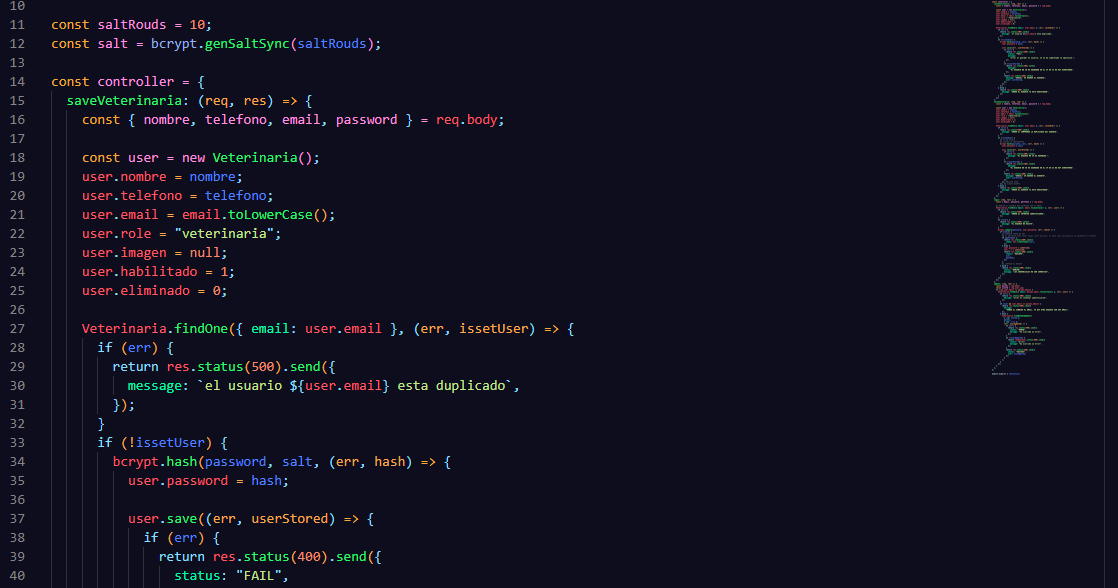 10
11 const saltRouds = 10;
12 const salt = bcrypt.genSaltSync(saltRouds);
13
14 const controller = {
15 saveVeterinaria: (req, res) => {
16 const { nombre, telefono, email, password } = req.body;
17
18 const user = new Veterinaria();
19 user.nombre = nombre;
20 user.telefono = telefono;
21 user.email = email.toLowerCase();
22 user.role = "veterinaria";
23 user.imagen = null;
24 user.habilitado = 1;
25 user.eliminado = 0;
26
27 Veterinaria.findOne({ email: user.email }, (err, issetUser) => {
28 if (err) {
29 return res.status(500).send({
30 message: `el usuario ${user.email} esta duplicado`,
31 });
32 }
33 if (!issetUser) {
34 bcrypt.hash(password, salt, (err, hash) => {
35 user.password = hash;
36
37 user.save((err, userStored) => {
38 if (err) {
39 return res.status(400).send({
40 status: "FAIL",